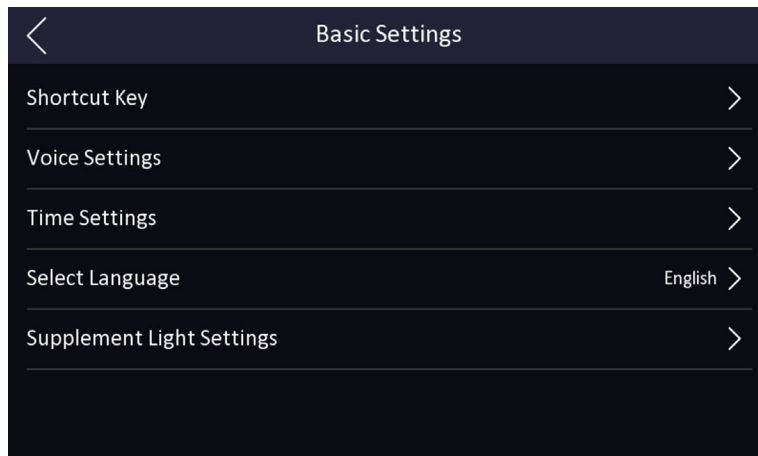 Basic Settings
Shortcut Key
Voice Settings
Time Settings
Select Language English
Supplement Light Settings